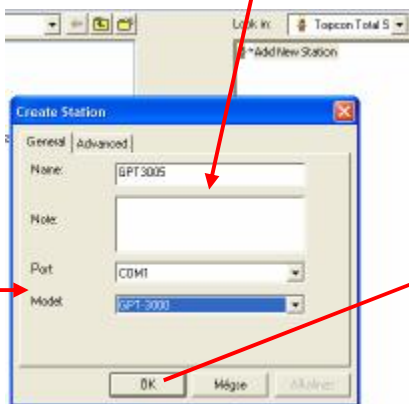 Look in: Topcon Total S
*Add New Station
Create Station
General Advanced
Name: GPT3005
Note:
Port COM1
Model: GPT-3000
OK Mégse Alkalmaz